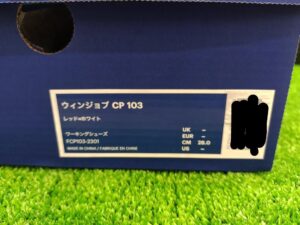 ウィンジョブ CP 103
レッド×ホワイト
ワーキングシューズ
FCP103-2301
MADE IN CHINA / FABRIQUE EN CHINE
UK -
EUR -
CM 28.0
US -